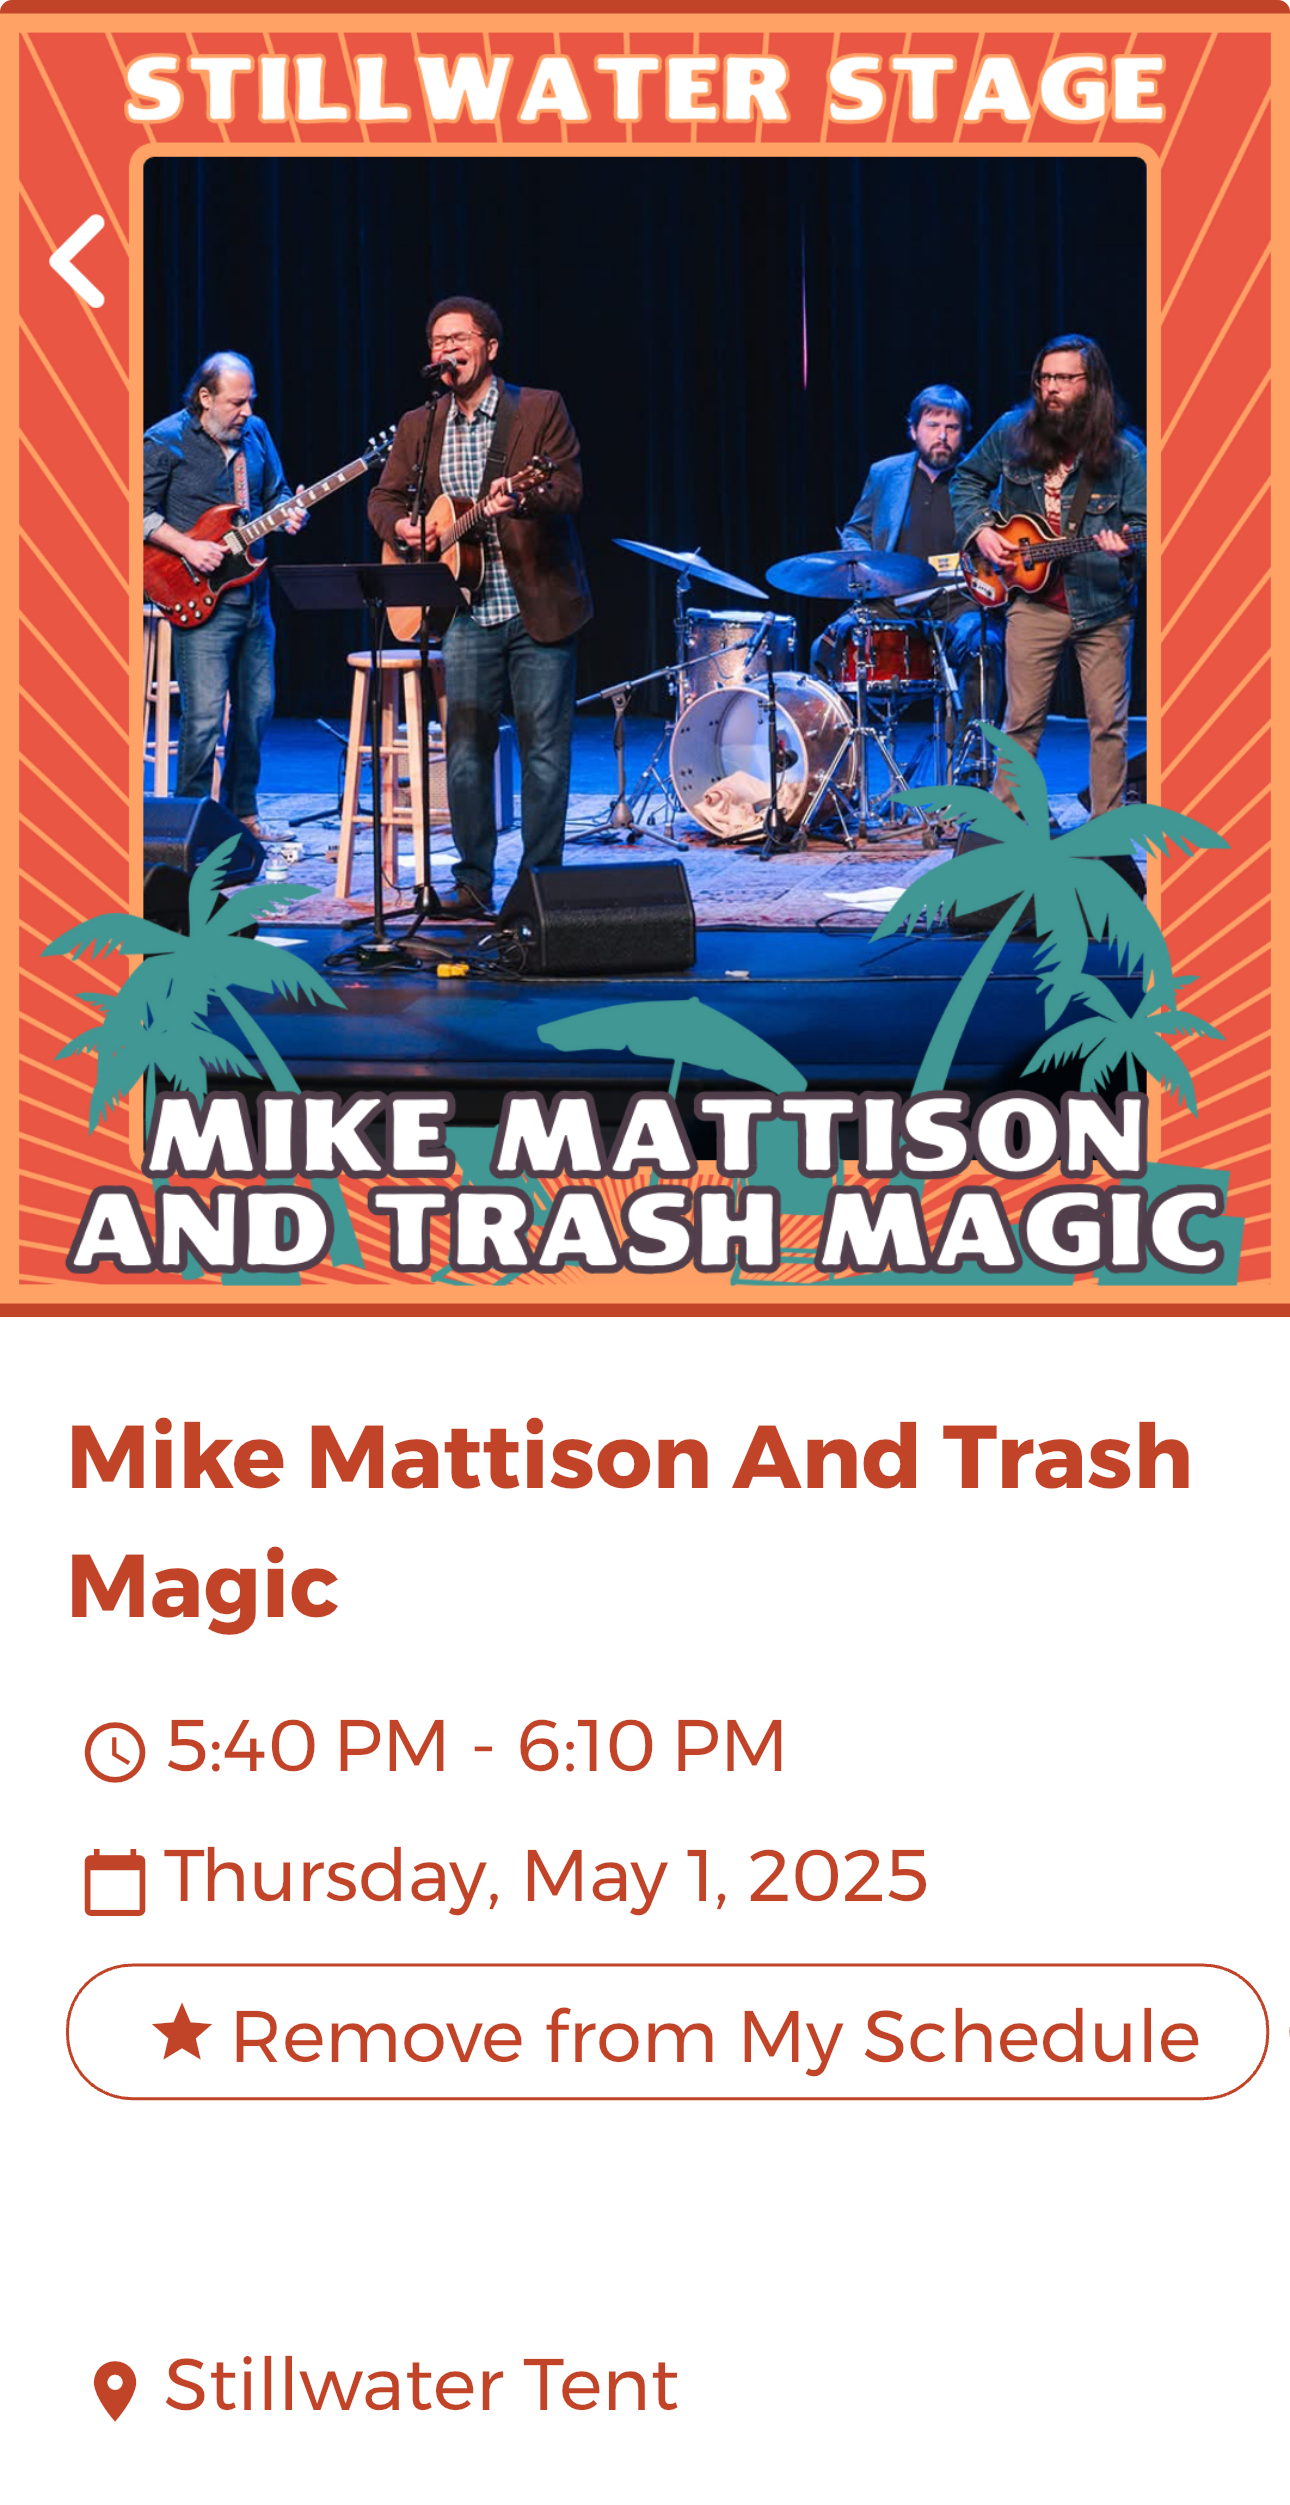 STILLWATER STAGE
MIKE MATTISON
AND TRASH MAGIC
Mike Mattison And Trash
Magic
5:40 PM - 6:10 PM
Thursday, May 1, 2025
Remove from My Schedule
Stillwater Tent